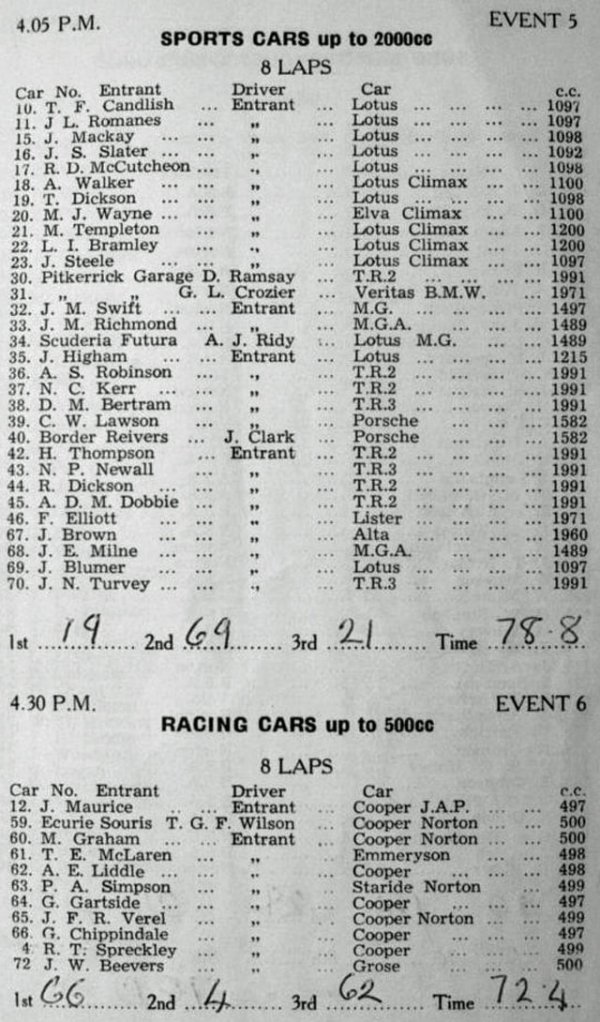 4.05 P.M. EVENT 5
SPORTS CARS up to 2000cc
8 LAPS
Car No. Entrant Driver Car c.c.
10. T. F. Candlish ... Entrant ... Lotus ... ... ... ... 1097
11. J L. Romanes ... „ ... Lotus ... ... ... ... 1097
15. J. Mackay ... ... „ ... Lotus ... ... ... ... 1098
16. J. S. Slater ... ... „ ... Lotus ... ... ... ... 1092
17. R. D. McCutcheon ... „ ... Lotus ... ... ... ... 1098
18. A. Walker ... ... „ ... Lotus Climax ... ... 1100
19. T. Dickson ... ... „ ... Lotus ... ... ... ... 1098
20. M. J. Wayne ... ... „ ... Elva Climax ... ... 1100
21. M. Templeton ... „ ... Lotus Climax ... ... 1200
22. L. I. Bramley ... „ ... Lotus Climax ... ... 1200
23. J. Steele ... ... „ ... Lotus Climax ... ... 1097
30. Pitkerrick Garage D. Ramsay ... T.R.2 ... ... ... ... 1991
31. „ „ G. L. Crozier ... Veritas B.M.W. ... 1971
32. J. M. Swift ... ... Entrant ... M.G. ... ... ... ... 1497
33. J. M. Richmond ... „ ... M.G.A. ... ... ... 1489
34. Scuderia Futura A. J. Ridy ... Lotus M.G. ... ... 1489
35. J. Higham ... ... Entrant ... Lotus ... ... ... ... 1215
36. A. S. Robinson ... „ ... T.R.2 ... ... ... ... 1991
37. N. C. Kerr ... ... „ ... T.R.2 ... ... ... ... 1991
38. D. M. Bertram ... „ ... T.R.3 ... ... ... ... 1991
39. C. W. Lawson ... „ ... Porsche ... ... ... 1582
40. Border Reivers ... J. Clark ... Porsche ... ... ... 1582
42. H. Thompson ... Entrant ... T.R.2 ... ... ... ... 1991
43. N. P. Newall ... „ ... T.R.3 ... ... ... ... 1991
44. R. Dickson ... ... „ ... T.R.2 ... ... ... ... 1991
45. A. D. M. Dobbie ... „ ... T.R.2 ... ... ... ... 1991
46. F. Elliott ... ... „ ... Lister ... ... ... ... 1971
67. J. Brown ... ... „ ... Alta ... ... ... ... 1960
68. J. E. Milne ... ... „ ... M.G.A. ... ... ... 1489
69. J. Blumer ... ... „ ... Lotus ... ... ... ... 1097
70. J. N. Turvey ... ... „ ... T.R.3 ... ... ... ... 1991
1st 19 2nd 69 3rd 21 Time 78.8
4.30 P.M. EVENT 6
RACING CARS up to 500cc
8 LAPS
Car No. Entrant Driver Car c.c.
12. J. Maurice ... ... Entrant ... Cooper J.A.P. ... ... 497
59. Ecurie Souris T. G. F. Wilson ... Cooper Norton ... ... 500
60. M. Graham ... ... Entrant ... Cooper Norton ... ... 500
61. T. E. McLaren ... „ ... Emmeryson ... ... 498
62. A. E. Liddle ... ... „ ... Cooper ... ... ... 498
63. P. A. Simpson ... „ ... Staride Norton ... 499
64. G. Gartside ... ... „ ... Cooper ... ... ... 497
65. J. F. R. Verel ... „ ... Cooper Norton ... ... 499
66. G. Chippindale ... „ ... Cooper ... ... ... 497
4 R. T. Spreckley ... „ ... Cooper ... ... ... 499
72 J. W. Beevers ... „ ... Grose ... ... ... 500
1st 66 2nd 4 3rd 62 Time 72.4